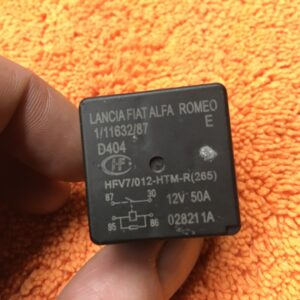 LANCIA FIAT ALFA ROMEO
1/11632/87 E
D404
HF
HFV7/012-HTM-R(265)
87 30
12V 50A
85 86
028211A